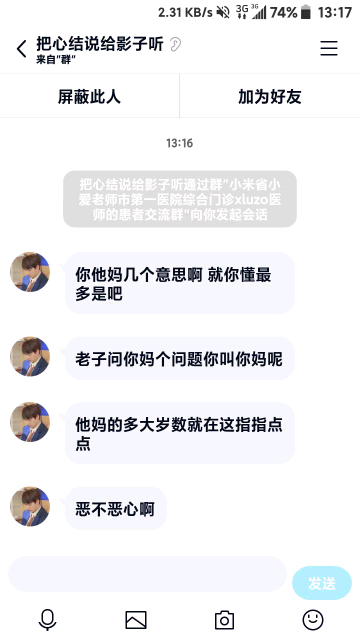 2.31 KB/s 3G 3G 74% 13:17
把心结说给影子听
来自"群"
屏蔽此人 加为好友
13:16
把心结说给影子听通过群"小米省小
爱老师市第一医院综合门诊xluzo医
师的患者交流群"向你发起会话
你他妈几个意思啊 就你懂最
多是吧
老子问你妈个问题你叫你妈呢
他妈的多大岁数就在这指指点
点
恶不恶心啊
发送